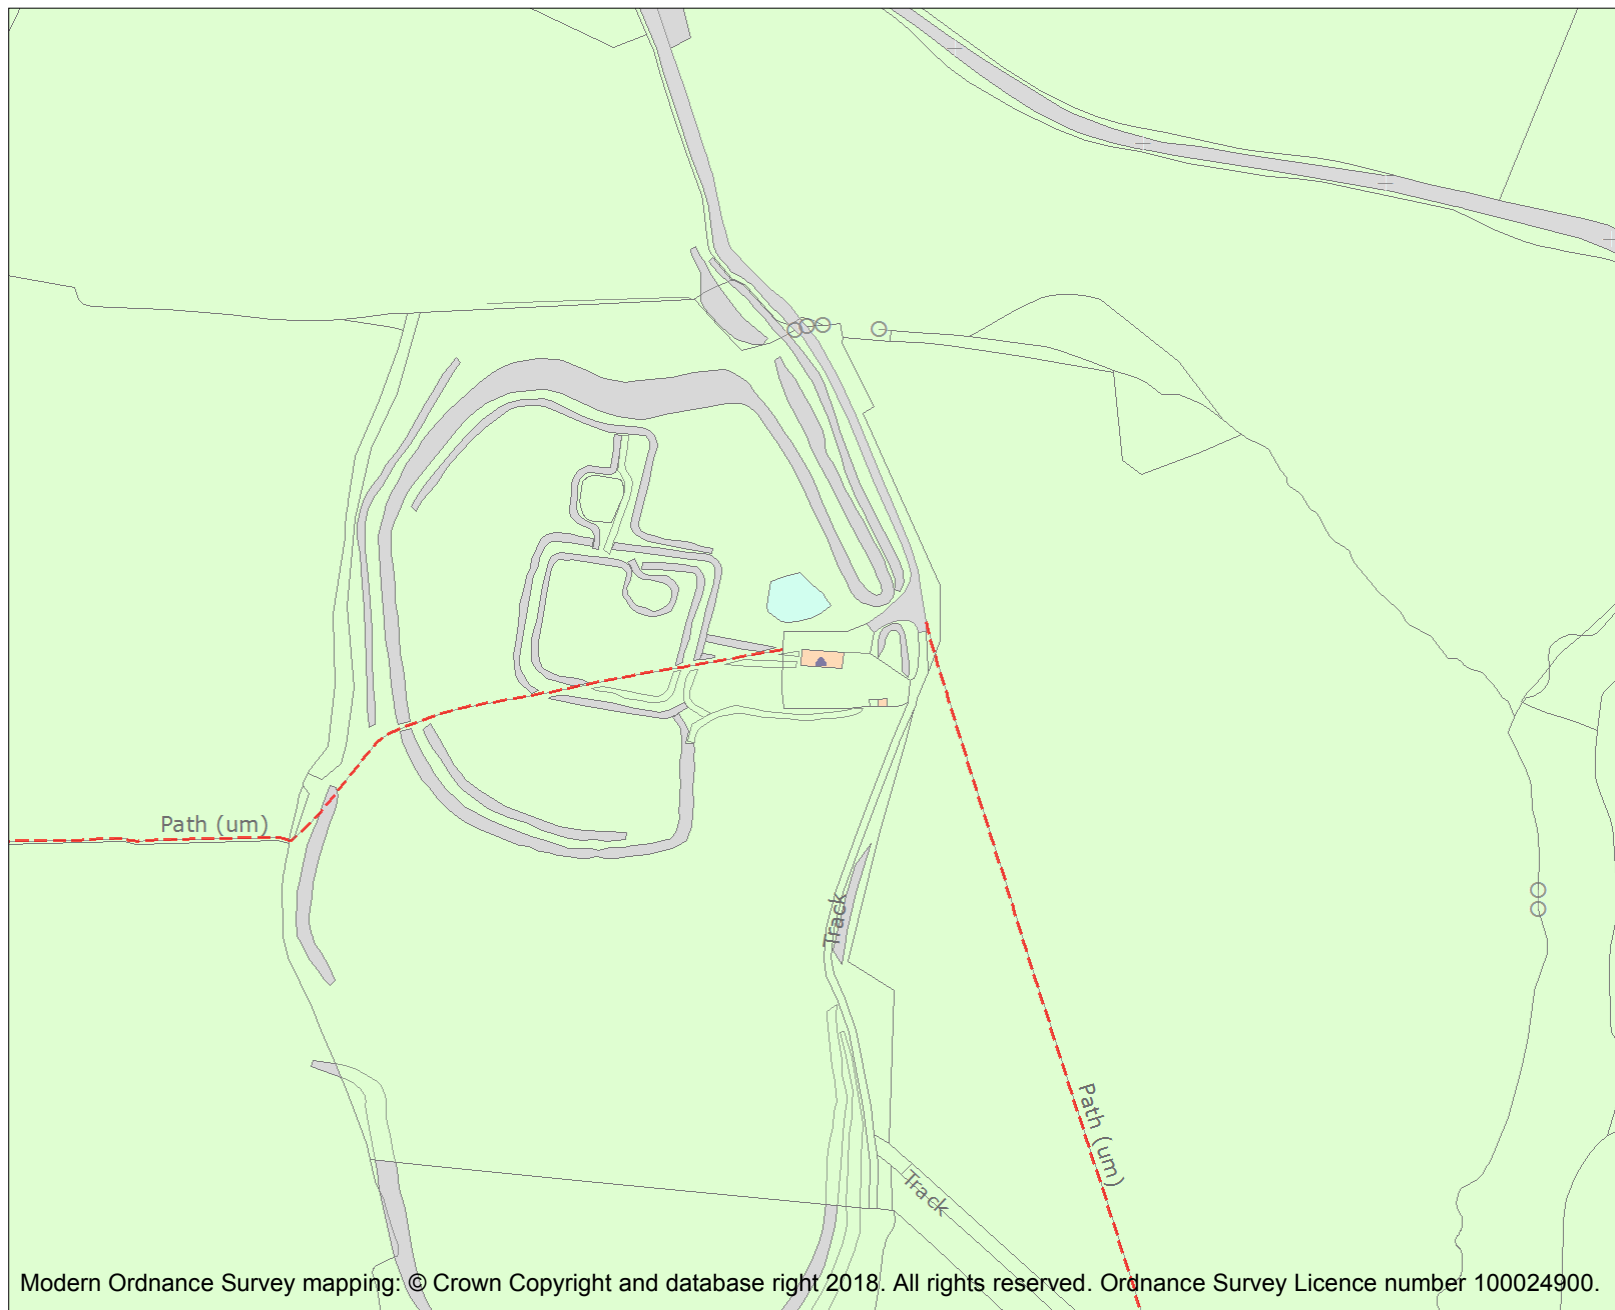 Path (um)
Track
Path (um)
Track
Modern Ordnance Survey mapping: © Crown Copyright and database right 2018. All rights reserved. Ordnance Survey Licence number 100024900.